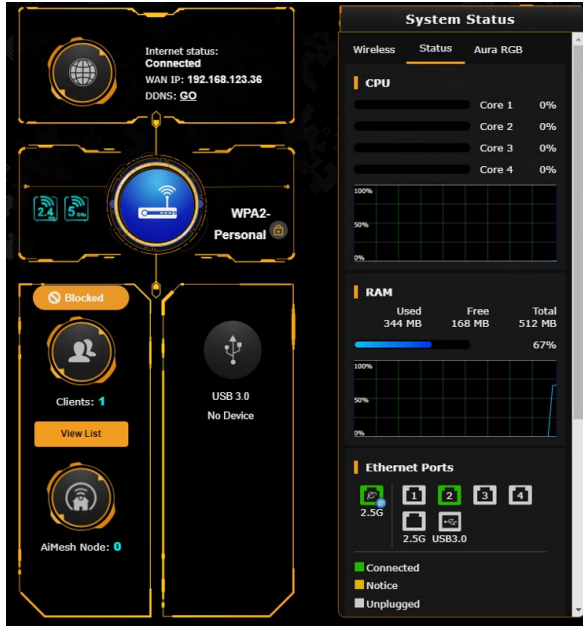 Internet status:
Connected
WAN IP: 192.168.123.36
DDNS: GO
2.4
5 GHz
WPA2-
Personal
Blocked
Clients: 1
View List
AiMesh Node: 0
USB 3.0
No Device
System Status
Wireless Status Aura RGB
CPU
Core 1 0%
Core 2 0%
Core 3 0%
Core 4 0%
100%
50%
0%
RAM
Used Free Total
344 MB 168 MB 512 MB
67%
100%
50%
0%
Ethernet Ports
1 2 3 4
2.5G
2.5G USB3.0
Connected
Notice
Unplugged